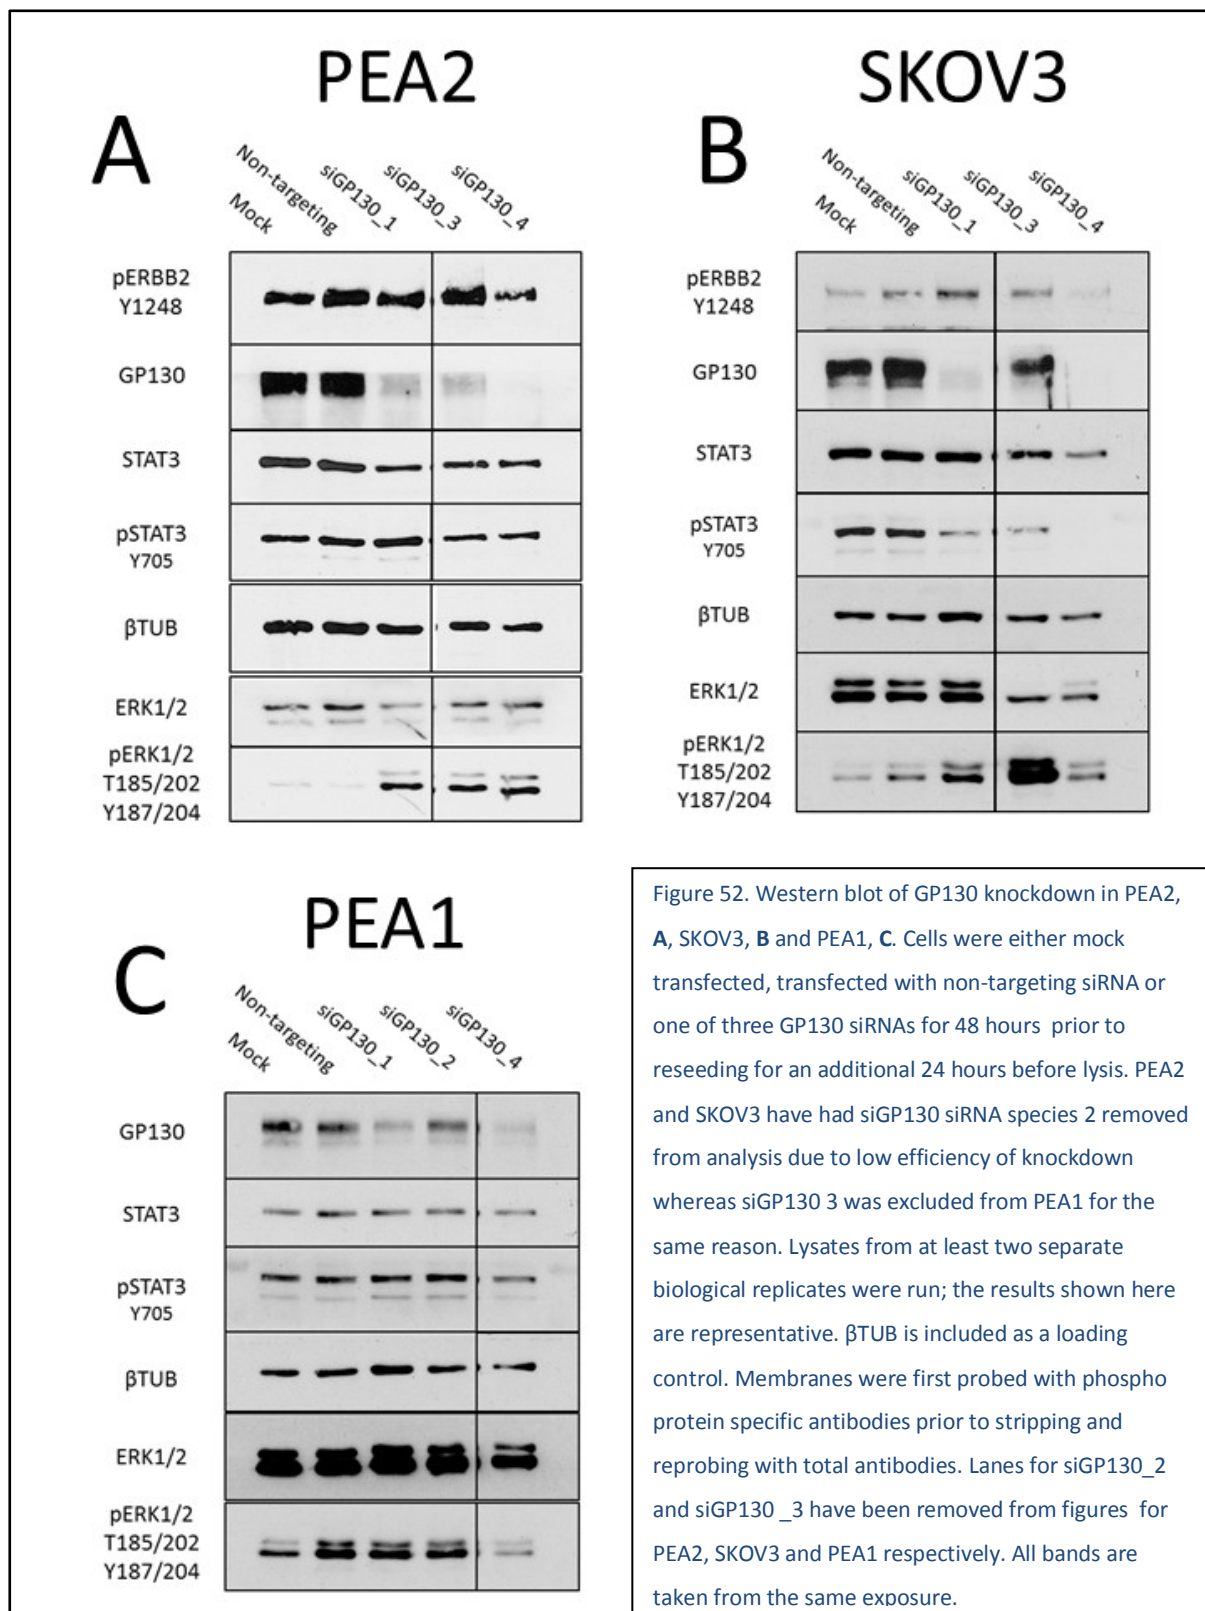 PEA2
A
Mock
Non-targeting
siGP130_1
siGP130_3
siGP130_4
pERBB2
Y1248
GP130
STAT3
pSTAT3
Y705
βTUB
ERK1/2
pERK1/2
T185/202
Y187/204
SKOV3
B
Mock
Non-targeting
siGP130_1
siGP130_3
siGP130_4
pERBB2
Y1248
GP130
STAT3
pSTAT3
Y705
βTUB
ERK1/2
pERK1/2
T185/202
Y187/204
PEA1
C
Mock
Non-targeting
siGP130_1
siGP130_2
siGP130_4
GP130
STAT3
pSTAT3
Y705
βTUB
ERK1/2
pERK1/2
T185/202
Y187/204
Figure 52. Western blot of GP130 knockdown in PEA2,
A, SKOV3, B and PEA1, C. Cells were either mock
transfected, transfected with non-targeting siRNA or
one of three GP130 siRNAs for 48 hours prior to
reseeding for an additional 24 hours before lysis. PEA2
and SKOV3 have had siGP130 siRNA species 2 removed
from analysis due to low efficiency of knockdown
whereas siGP130 3 was excluded from PEA1 for the
same reason. Lysates from at least two separate
biological replicates were run; the results shown here
are representative. βTUB is included as a loading
control. Membranes were first probed with phospho
protein specific antibodies prior to stripping and
reprobing with total antibodies. Lanes for siGP130_2
and siGP130 _3 have been removed from figures for
PEA2, SKOV3 and PEA1 respectively. All bands are
taken from the same exposure.